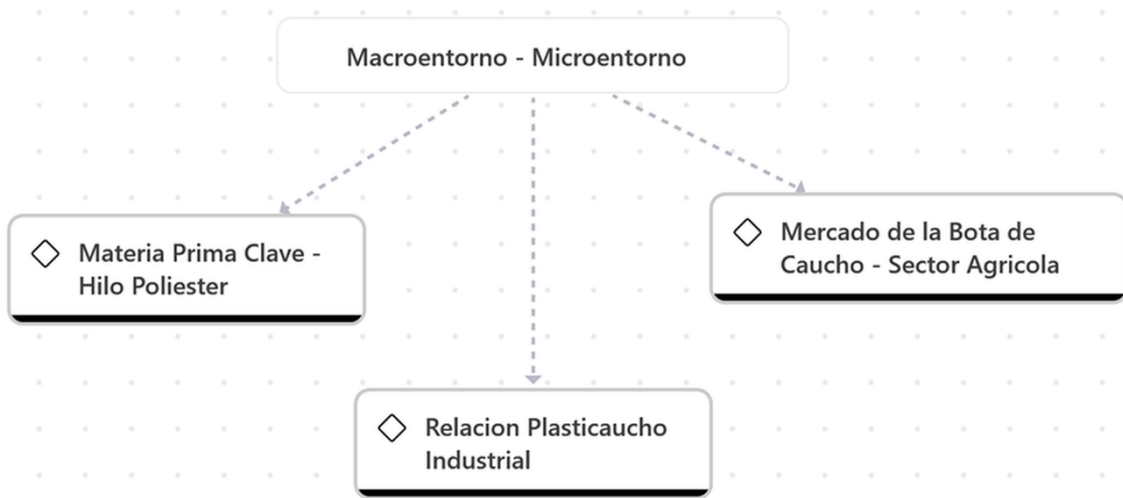 Macroentorno - Microentorno
Materia Prima Clave -
Hilo Poliester
Mercado de la Bota de
Caucho - Sector Agricola
Relacion Plasticaucho
Industrial